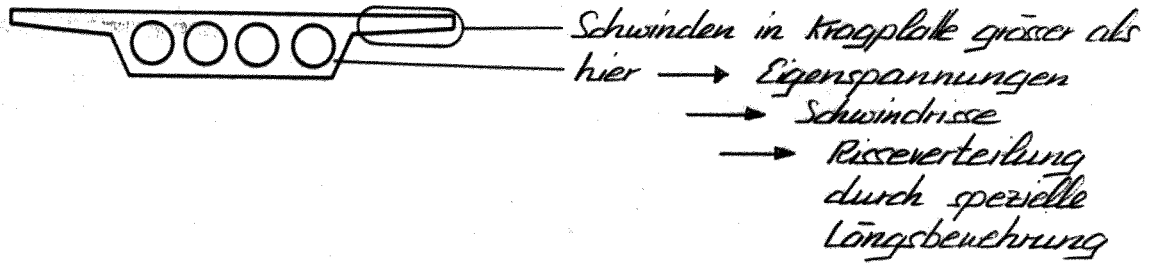 Schwinden in Kragplatte grösser als
hier → Eigenspannungen
→ Schwindrisse
→ Risseverteilung
durch spezielle
Längsbewehrung